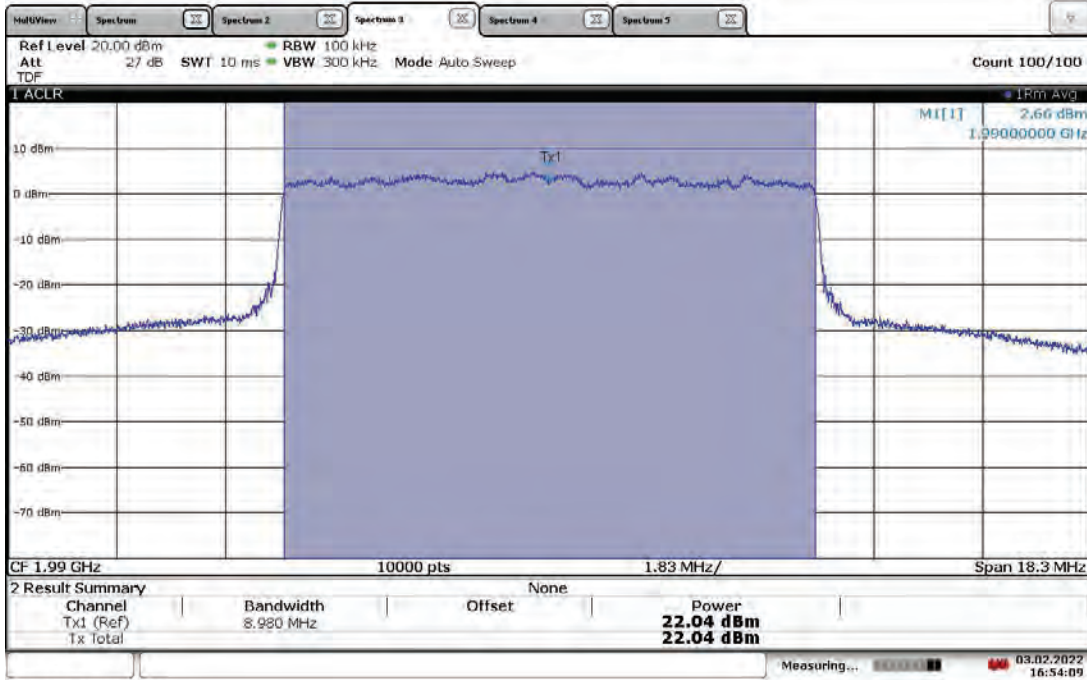 MultiView Spectrum Spectrum 2 Spectrum 3 Spectrum 4 Spectrum 5
Ref Level 20.00 dBm RBW 100 kHz
Att 27 dB SWT 10 ms VBW 300 kHz Mode Auto Sweep Count 100/100
TDF
1 ACLR 1Rm Avg
M1[1] 2.66 dBm
1.99000000 GHz
10 dBm
Tx1
0 dBm
-10 dBm
-20 dBm
-30 dBm
-40 dBm
-50 dBm
-60 dBm
-70 dBm
CF 1.99 GHz 10000 pts 1.83 MHz/ Span 18.3 MHz
2 Result Summary None
Channel Bandwidth Offset Power
Tx1 (Ref) 8.980 MHz 22.04 dBm
Tx Total 22.04 dBm
Measuring... 03.02.2022
16:54:09